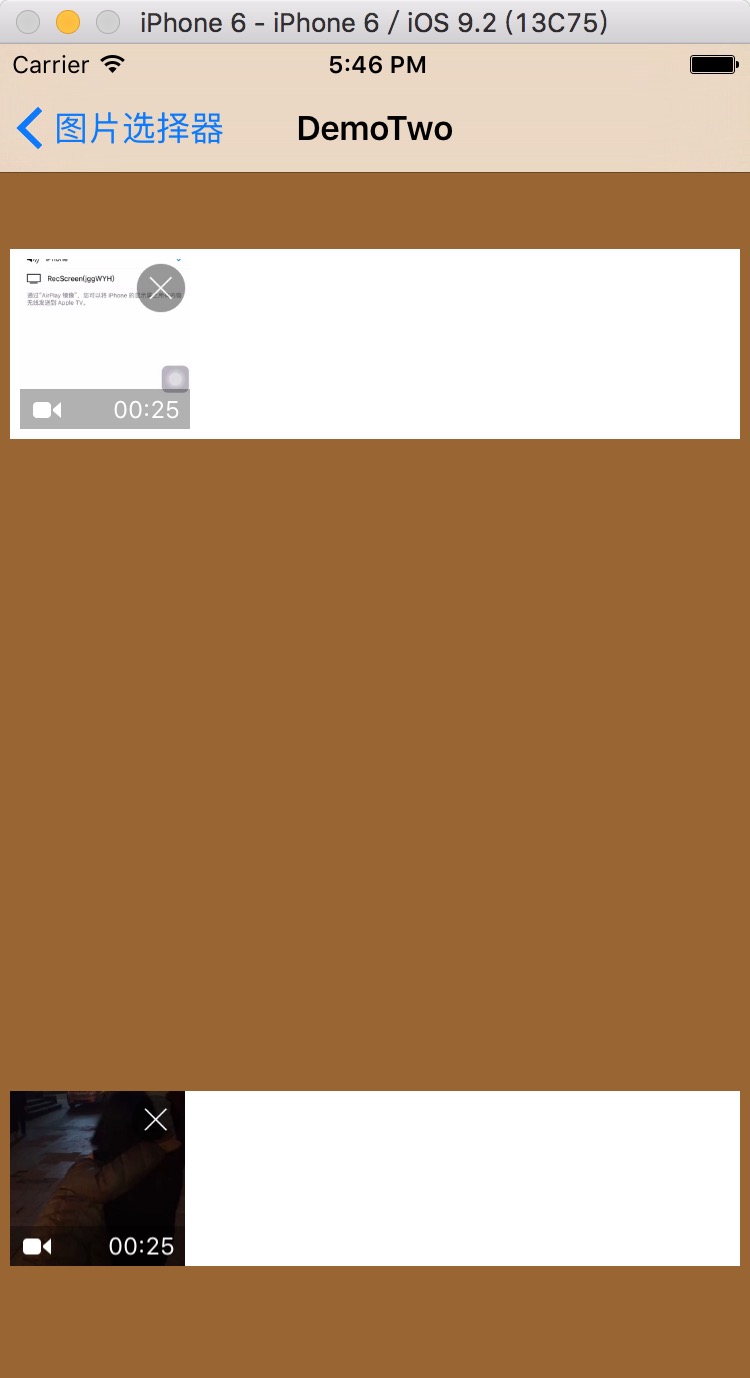 iPhone 6 - iPhone 6 / iOS 9.2 (13C75)
Carrier 5:46 PM
图片选择器 DemoTwo
RecScreen(jggWYH)
通过"AirPlay 镜像"，您可以将 iPhone 的
无线发送到 Apple TV。
00:25
00:25